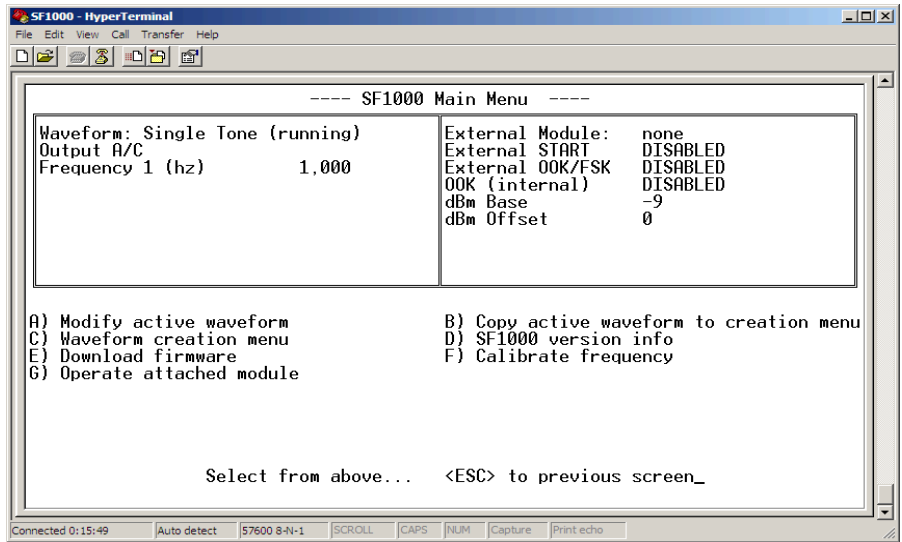 SF1000 - HyperTerminal
File Edit View Call Transfer Help
---- SF1000 Main Menu ----
Waveform: Single Tone (running)
Output A/C
Frequency 1 (hz) 1,000
External Module: none
External START DISABLED
External OOK/FSK DISABLED
OOK (internal) DISABLED
dBm Base -9
dBm Offset 0
A) Modify active waveform B) Copy active waveform to creation menu
C) Waveform creation menu D) SF1000 version info
E) Download firmware F) Calibrate frequency
G) Operate attached module
Select from above... <ESC> to previous screen_
Connected 0:15:49 Auto detect 57600 8-N-1 SCROLL CAPS NUM Capture Print echo